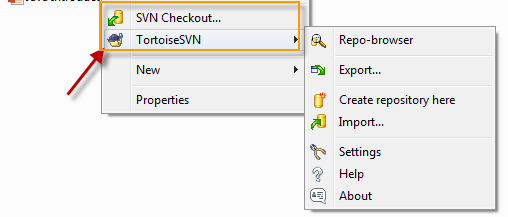 SVN Checkout...
TortoiseSVN
New
Properties
Repo-browser
Export...
Create repository here
Import...
Settings
Help
About